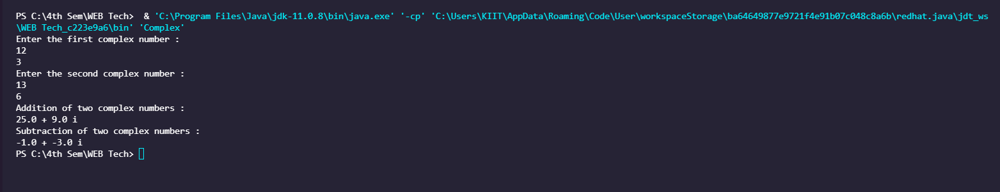 PS C:\4th Sem\WEB Tech>  & 'C:\Program Files\Java\jdk-11.0.8\bin\java.exe' '-cp' 'C:\Users\KIIT\AppData\Roaming\Code\User\workspaceStorage\ba64649877e9721f4e91b07c048c8a6b\redhat.java\jdt_ws
\WEB Tech_c223e9a6\bin' 'Complex'
Enter the first complex number :
12
3
Enter the second complex number :
13
6
Addition of two complex numbers :
25.0 + 9.0 i
Subtraction of two complex numbers :
-1.0 + -3.0 i
PS C:\4th Sem\WEB Tech>